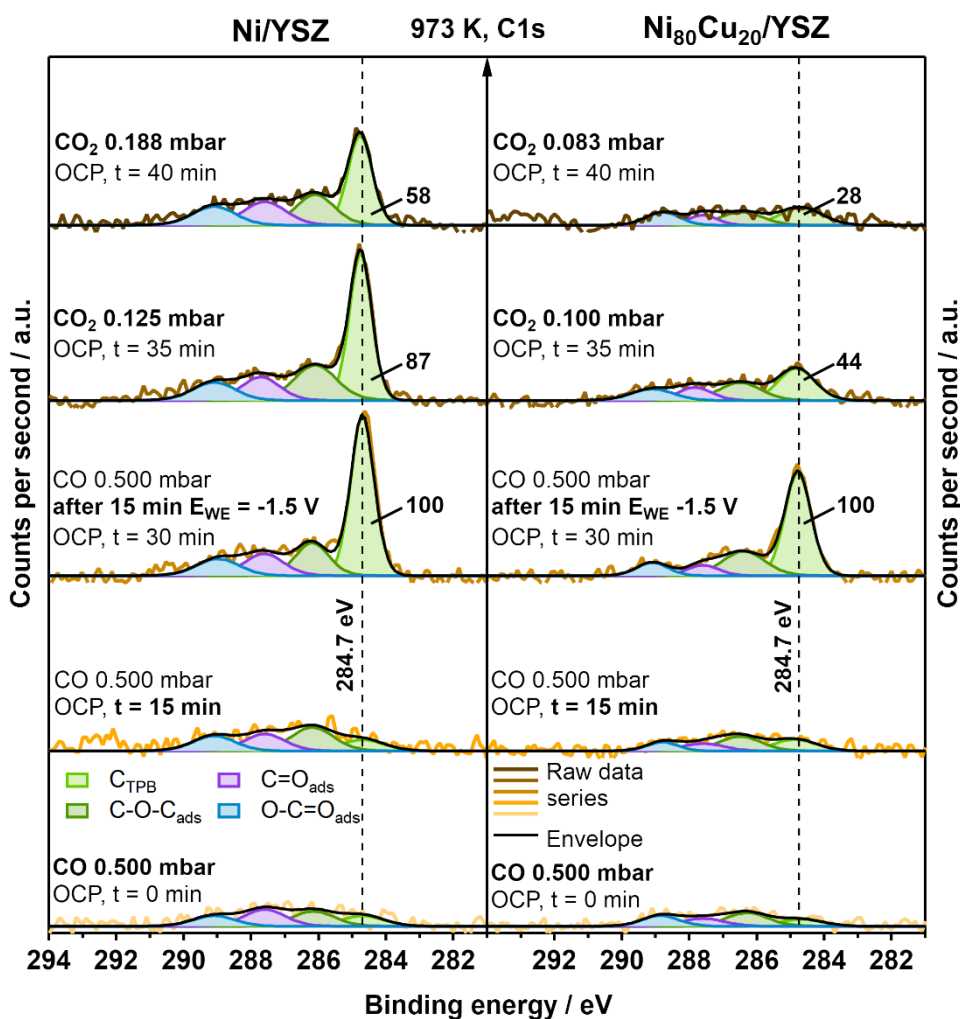 Ni/YSZ
973 K, C1s
Ni80Cu20/YSZ
Counts per second / a.u.
CO2 0.188 mbar
OCP, t = 40 min
58
CO2 0.125 mbar
OCP, t = 35 min
87
CO 0.500 mbar
after 15 min EWE = -1.5 V
OCP, t = 30 min
100
284.7 eV
CO 0.500 mbar
OCP, t = 15 min
CTPB
C=Oads
C-O-Cads
O-C=Oads
CO 0.500 mbar
OCP, t = 0 min
CO2 0.083 mbar
OCP, t = 40 min
28
CO2 0.100 mbar
OCP, t = 35 min
44
CO 0.500 mbar
after 15 min EWE -1.5 V
OCP, t = 30 min
100
284.7 eV
CO 0.500 mbar
OCP, t = 15 min
Raw data
series
Envelope
CO 0.500 mbar
OCP, t = 0 min
Counts per second / a.u.
294 292 290 288 286 284 282 292 290 288 286 284 282
Binding energy / eV